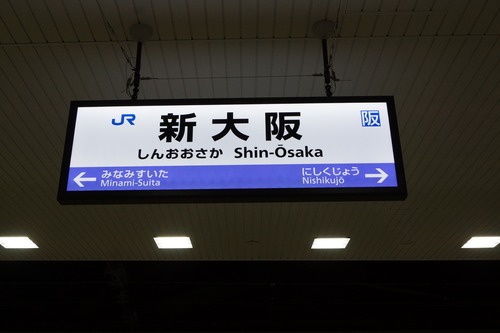 JR 阪
新大阪
しんおおさか Shin-Ōsaka
← みなみすいた にしくじょう →
Minami-Suita Nishikujō